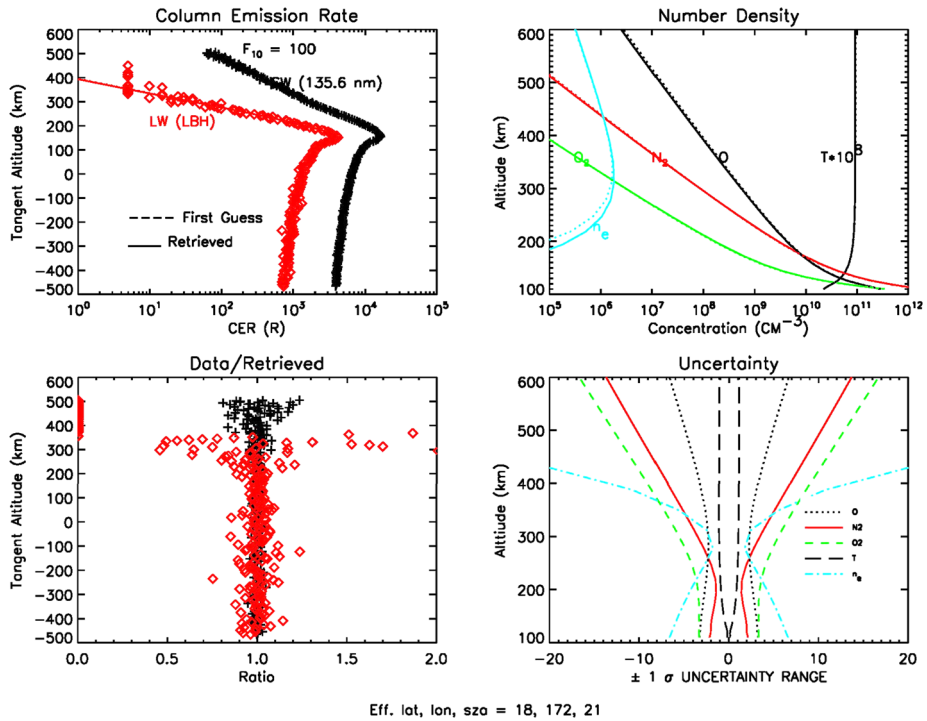 Column Emission Rate
600
500
400
300
200
100
0
−100
−200
−300
−400
−500
Tangent Altitude (km)
F10 = 100
(135.6 nm)
LW (LBH)
First Guess
Retrieved
10^0
10^1
10^2
10^3
10^4
10^5
CER (R)
Number Density
600
500
400
300
200
100
Altitude (km)
O2
N2
O
T*10^8
ne
10^5
10^6
10^7
10^8
10^9
10^10
10^11
10^12
Concentration (CM^−3)
Data/Retrieved
600
500
400
300
200
100
0
−100
−200
−300
−400
−500
Tangent Altitude (km)
0.0
0.5
1.0
1.5
2.0
Ratio
Uncertainty
600
500
400
300
200
100
Altitude (km)
O
N2
O2
T
ne
−20
−10
0
10
20
± 1 σ UNCERTAINTY RANGE
Eff. lat, lon, sza = 18, 172, 21